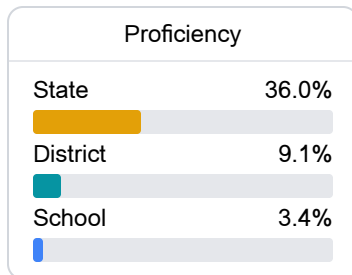 Proficiency
State 36.0%
District 9.1%
School 3.4%